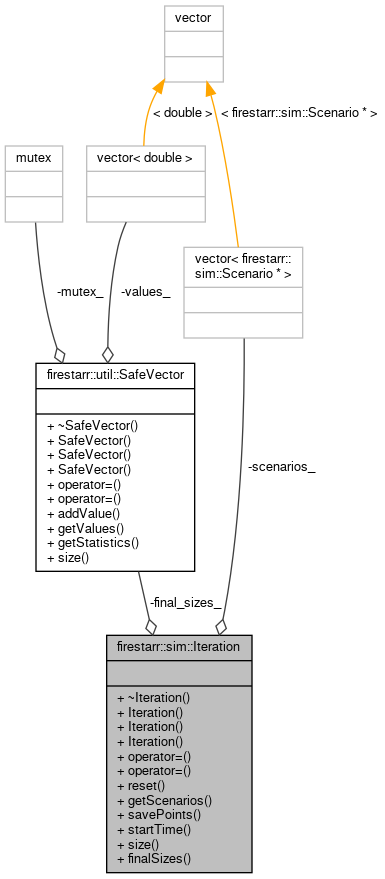 vector
< double >
< firestarr::sim::Scenario * >
mutex
vector< double >
vector< firestarr::
sim::Scenario * >
-mutex_
-values_
firestarr::util::SafeVector
+ ~SafeVector()
+ SafeVector()
+ SafeVector()
+ SafeVector()
+ operator=()
+ operator=()
+ addValue()
+ getValues()
+ getStatistics()
+ size()
-scenarios_
-final_sizes_
firestarr::sim::Iteration
+ ~Iteration()
+ Iteration()
+ Iteration()
+ Iteration()
+ operator=()
+ operator=()
+ reset()
+ getScenarios()
+ savePoints()
+ startTime()
+ size()
+ finalSizes()